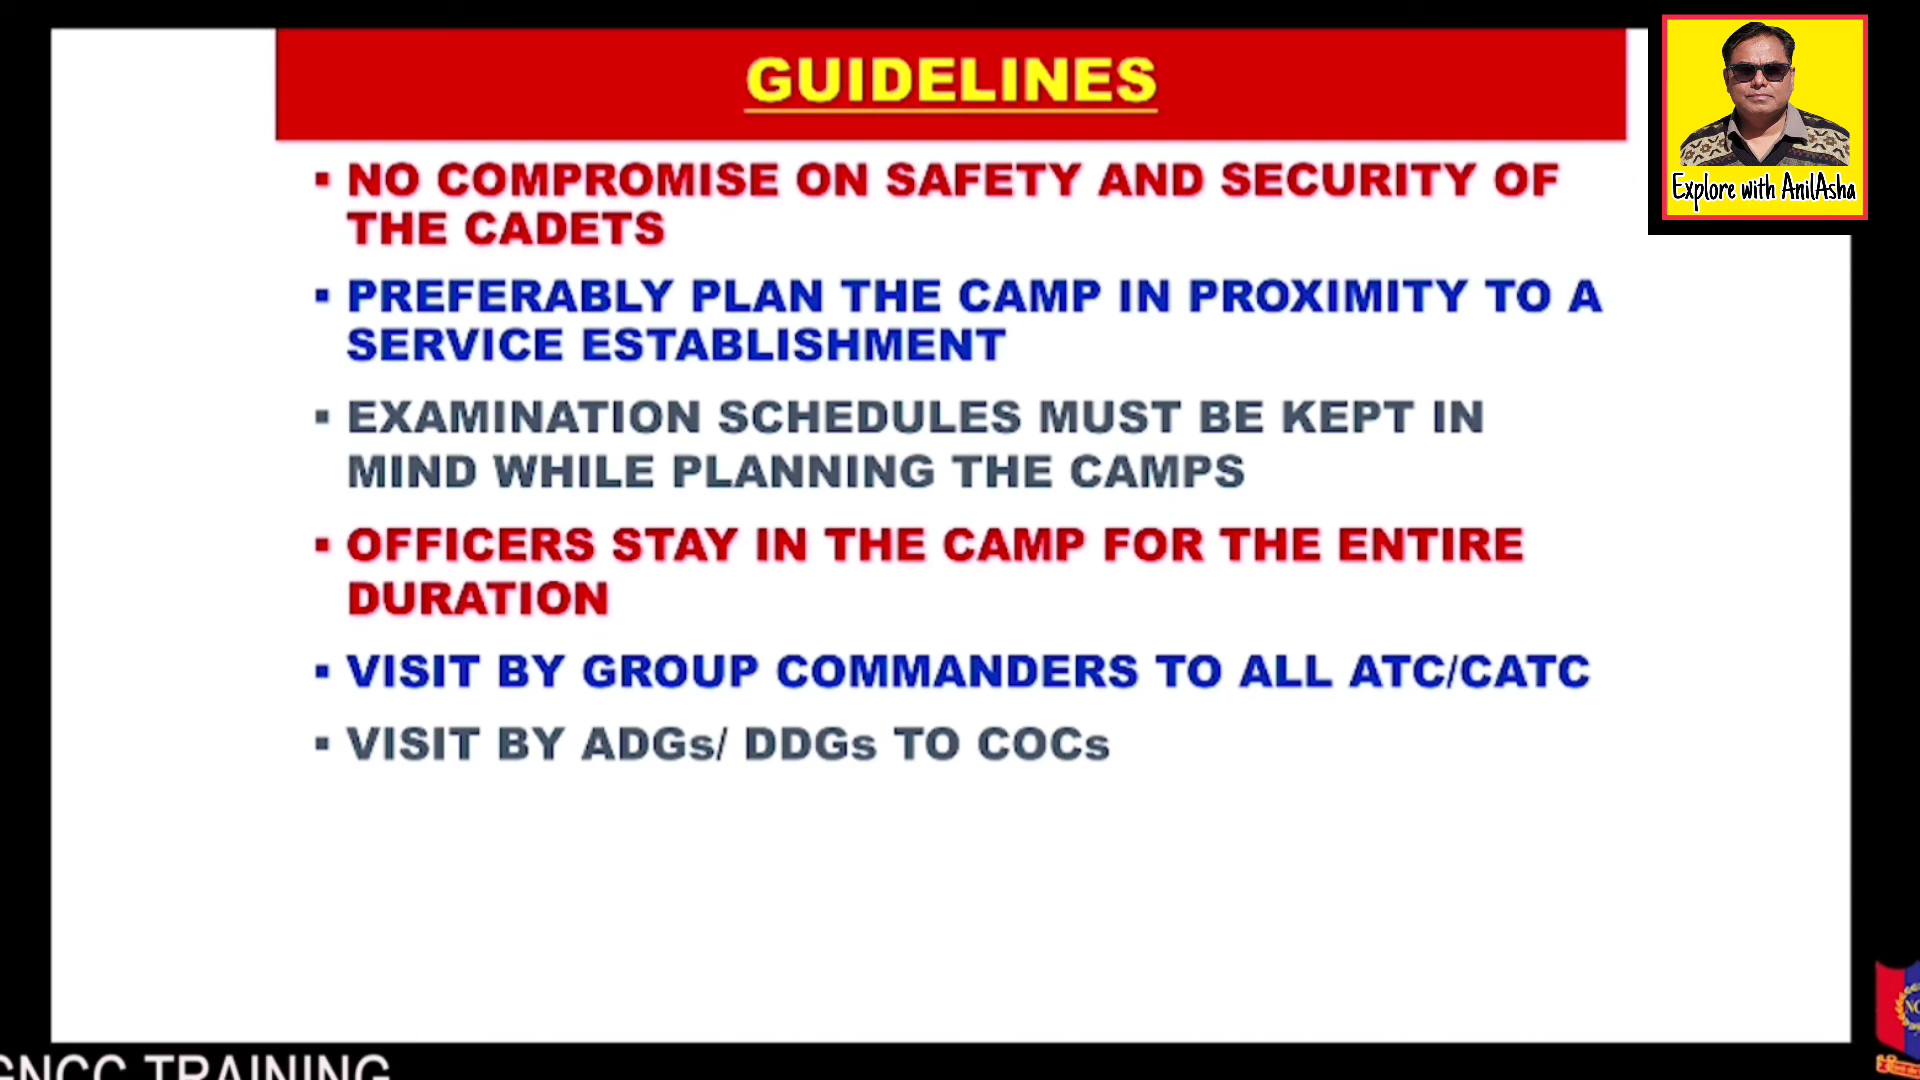 GUIDELINES
Explore with AnilAsha
▪ NO COMPROMISE ON SAFETY AND SECURITY OF
THE CADETS
▪ PREFERABLY PLAN THE CAMP IN PROXIMITY TO A
SERVICE ESTABLISHMENT
▪ EXAMINATION SCHEDULES MUST BE KEPT IN
MIND WHILE PLANNING THE CAMPS
▪ OFFICERS STAY IN THE CAMP FOR THE ENTIRE
DURATION
▪ VISIT BY GROUP COMMANDERS TO ALL ATC/CATC
▪ VISIT BY ADGs/ DDGs TO COCs
GNCC TRAINING